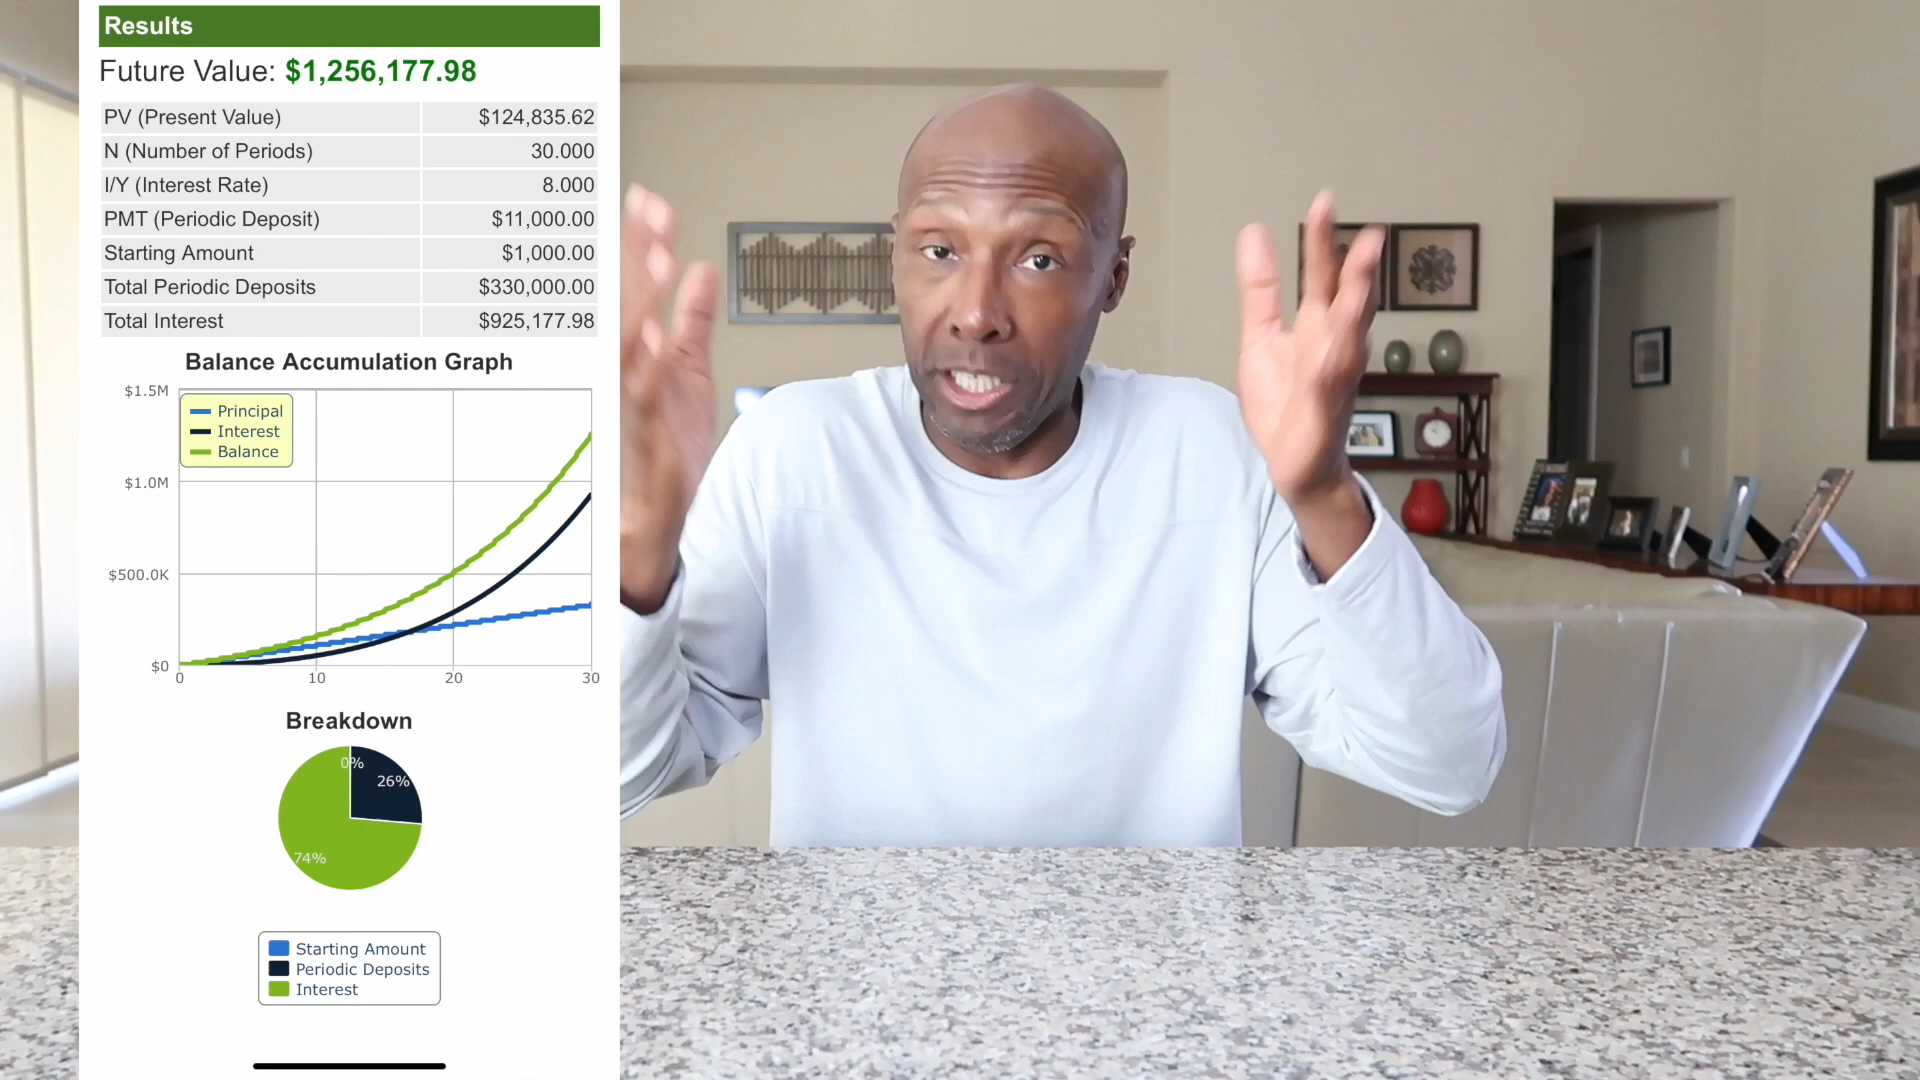 Results
Future Value: $1,256,177.98
PV (Present Value) $124,835.62
N (Number of Periods) 30.000
I/Y (Interest Rate) 8.000
PMT (Periodic Deposit) $11,000.00
Starting Amount $1,000.00
Total Periodic Deposits $330,000.00
Total Interest $925,177.98
Balance Accumulation Graph
$1.5M
Principal
Interest
Balance
$1.0M
$500.0K
$0
0 10 20 30
Breakdown
0%
26%
74%
Starting Amount
Periodic Deposits
Interest